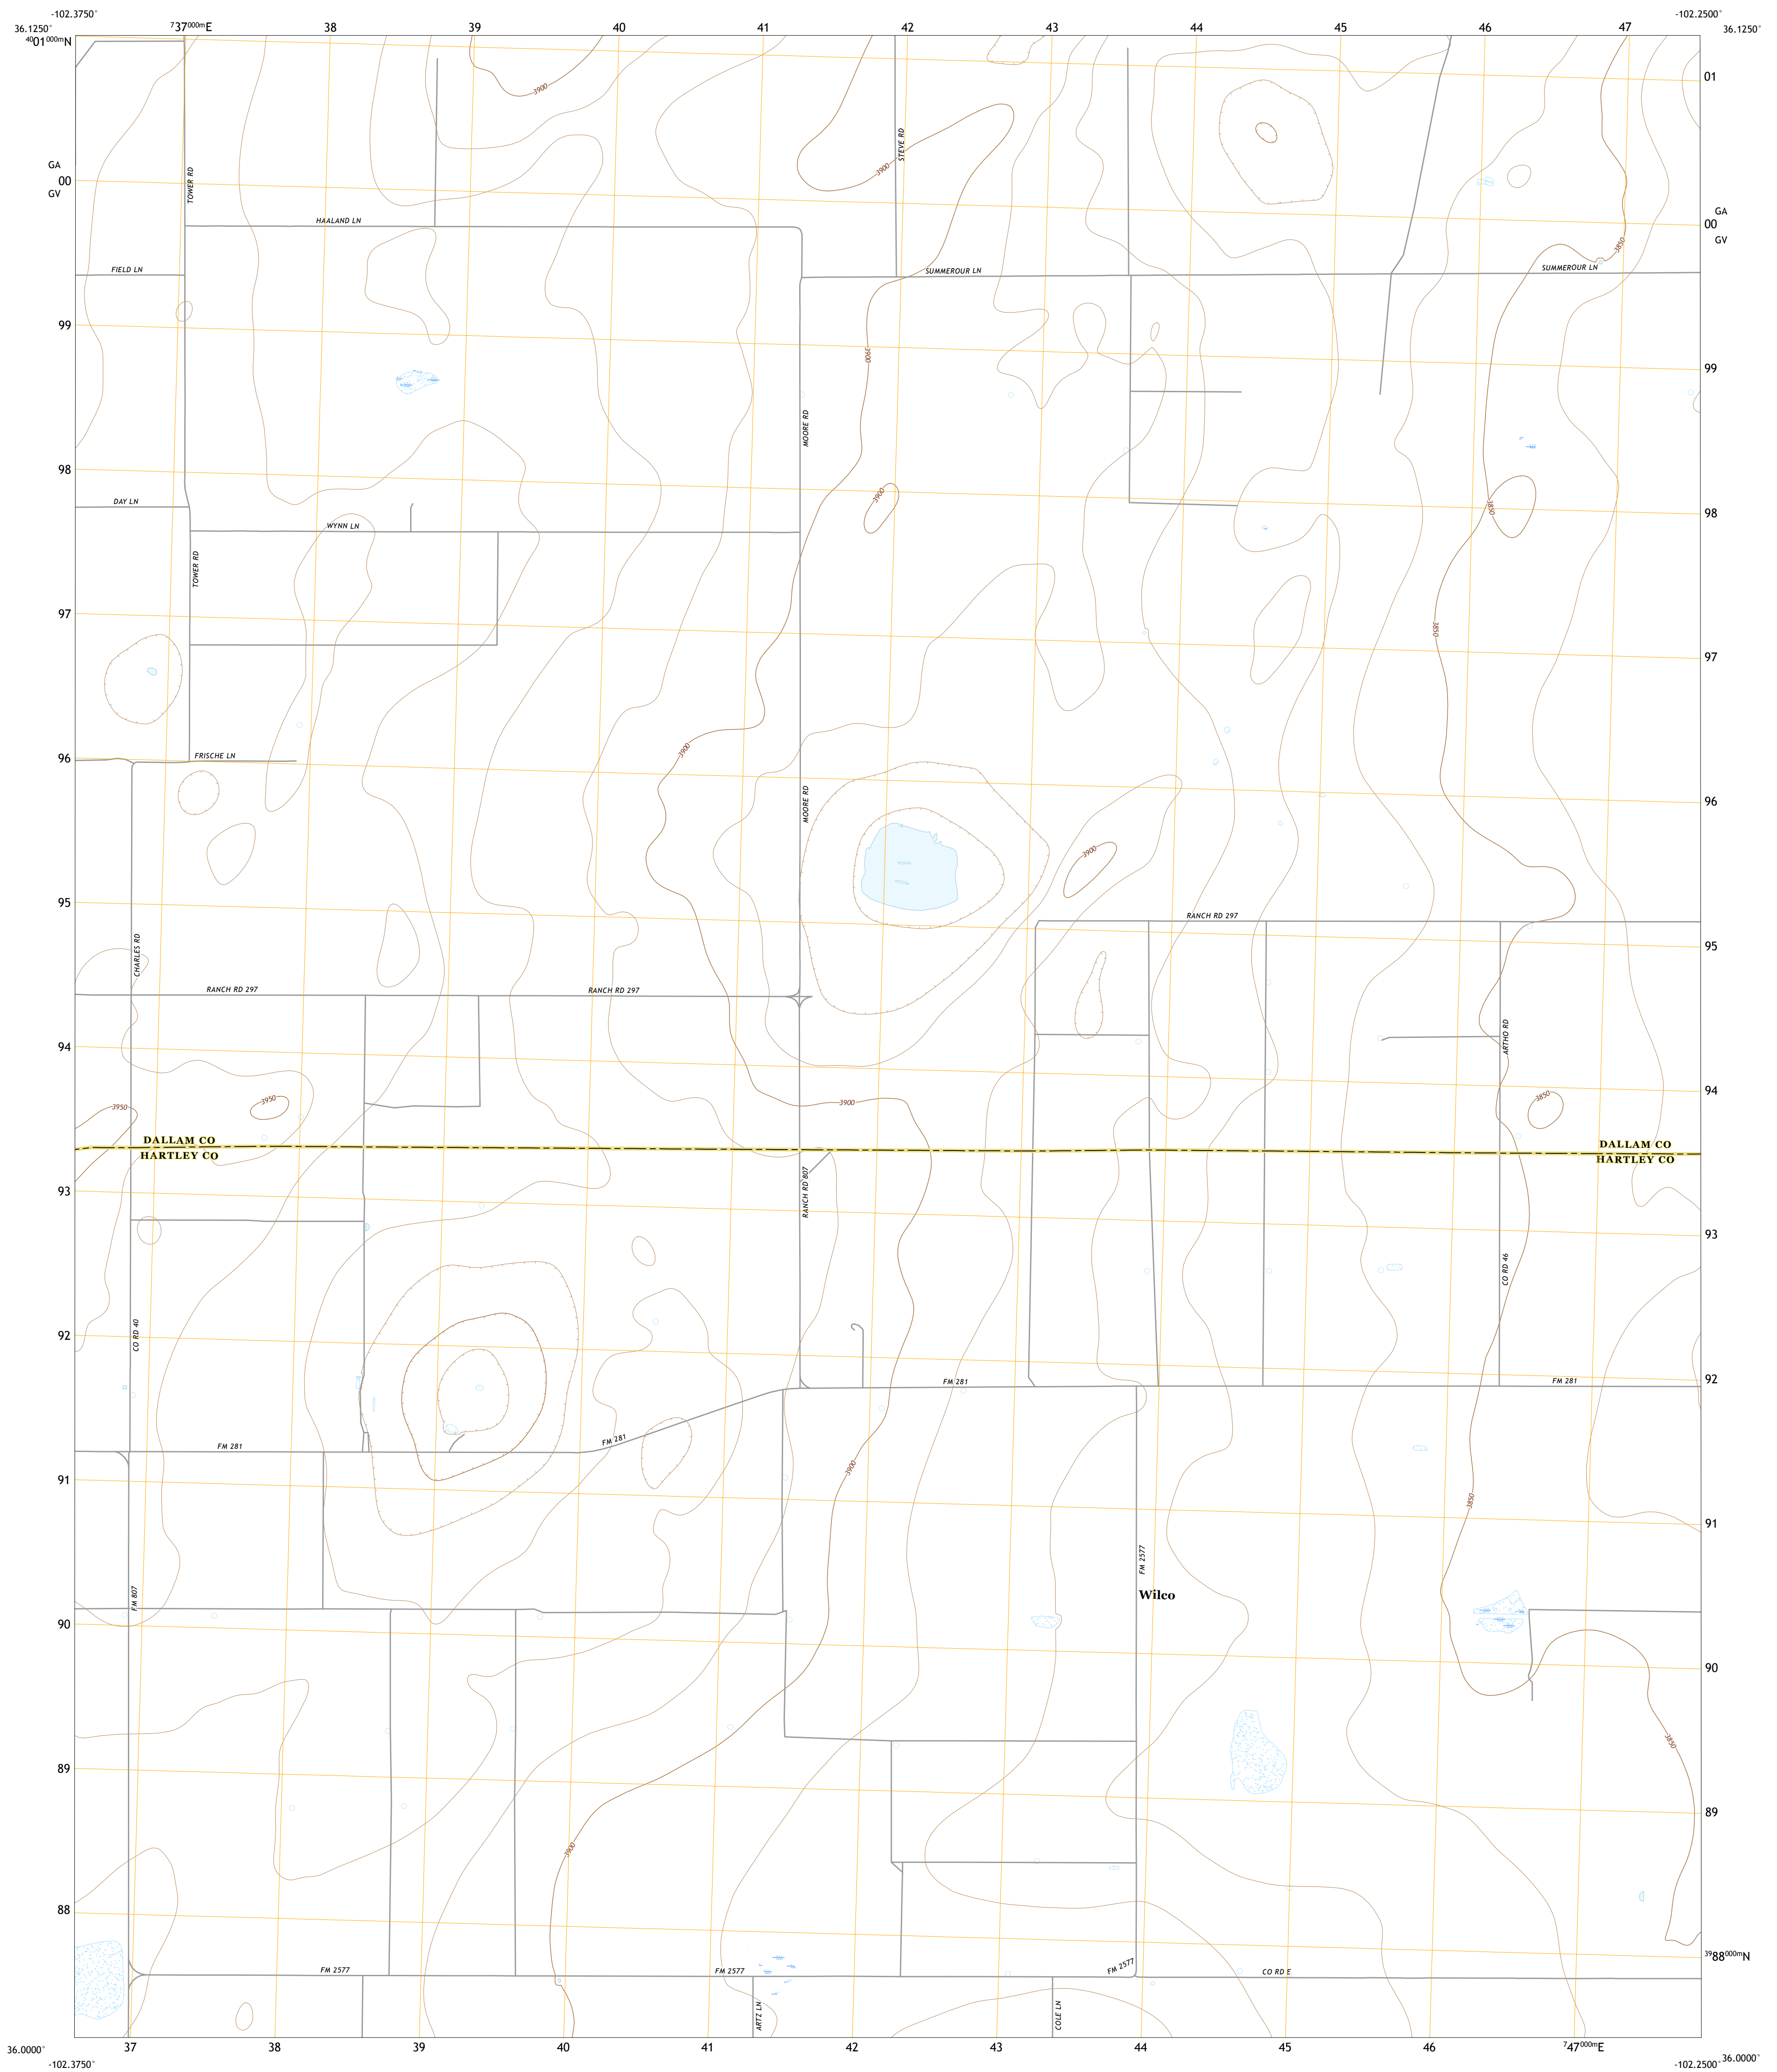 -102.3750° -102.2500°
36.1250° 737000mE 38 39 40 41 42 43 44 45 46 47 36.1250°
4001000mN
01
3900
STEVE RD
GA GV
00
TOWER RD
3900
HAALAND LN
GA GV
00
3850
FIELD LN
SUMMEROUR LN
SUMMEROUR LN
99
3900
99
MOORE RD
98
3900
DAY LN
3850
98
WYNN LN
TOWER RD
97
3850
97
3900
FRISCHE LN
96
MOORE RD
96
3900
95
RANCH RD 297
CHARLES RD
95
RANCH RD 297
RANCH RD 297
94
ARTHO RD
94
3950
3950
3900
3850
DALLAM CO
HARTLEY CO
DALLAM CO
HARTLEY CO
93
RANCH RD 807
93
CO RD 46
92
CO RD 40
FM 281
FM 281
92
FM 281
FM 281
3900
91
3850
91
FM 2577
Wilco
FM 807
90
90
3850
89
89
3900
88
3988000mN
FM 2577
FM 2577
FM 2577
CO RD E
ARTZ LN
COLE LN
36.0000° 37 38 39 40 41 42 43 44 45 46 747000mE 36.0000°
-102.3750° -102.2500°